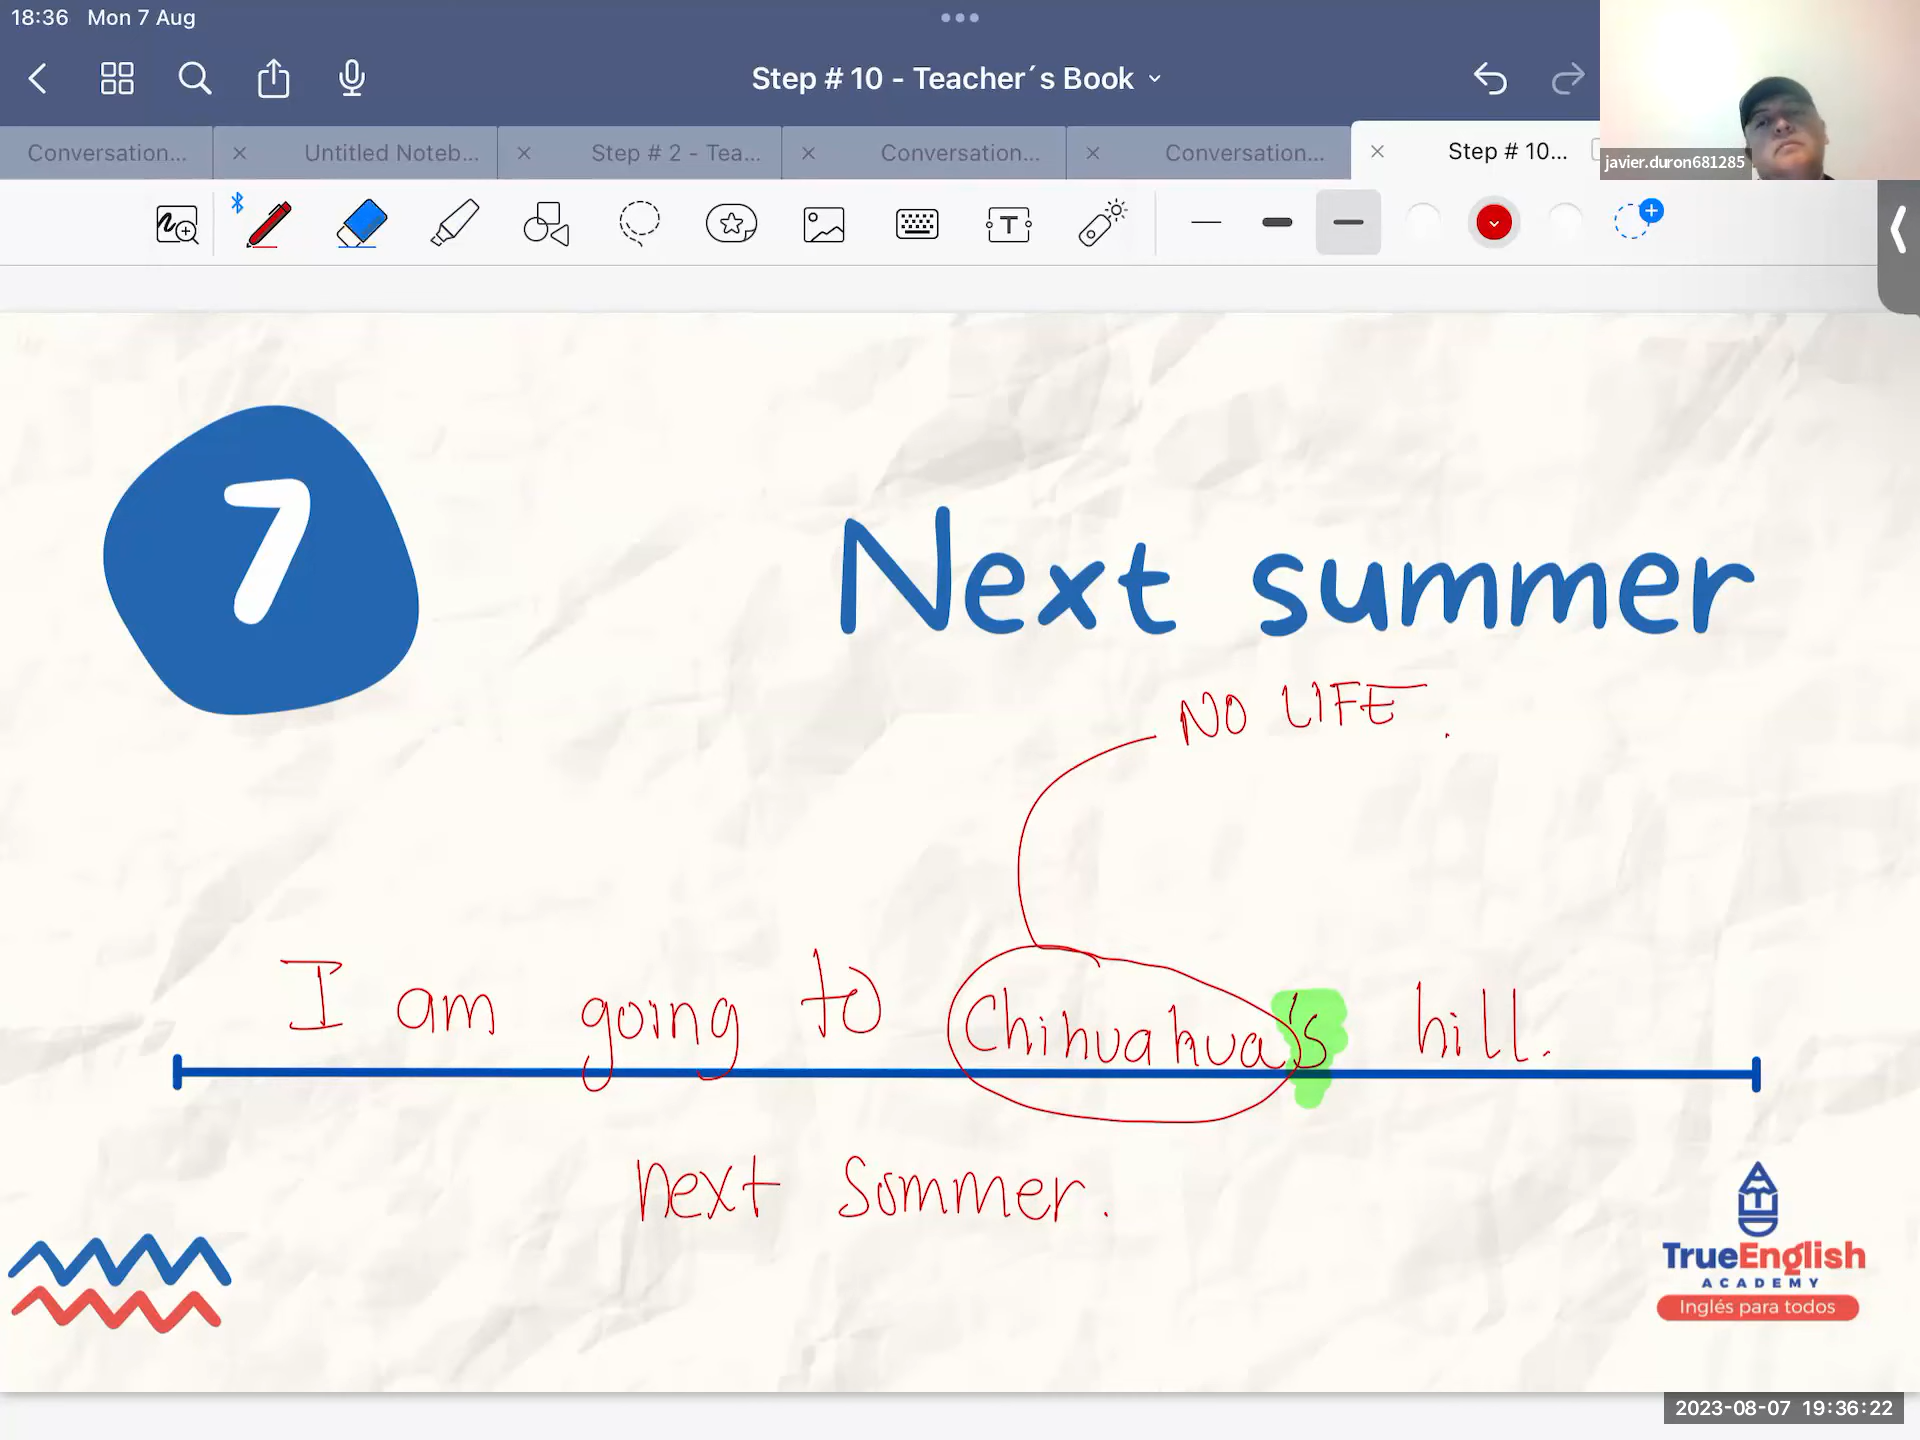 18:36 Mon 7 Aug
Step # 10 - Teacher´s Book
Conversation...
Untitled Noteb...
Step # 2 - Tea...
Conversation...
Conversation...
Step # 10...
javier.duron681285
7
Next summer
NO LIFE.
I am going to Chihuahua's hill.
next Sommer.
TrueEnglish
ACADEMY
Inglés para todos
2023-08-07 19:36:22